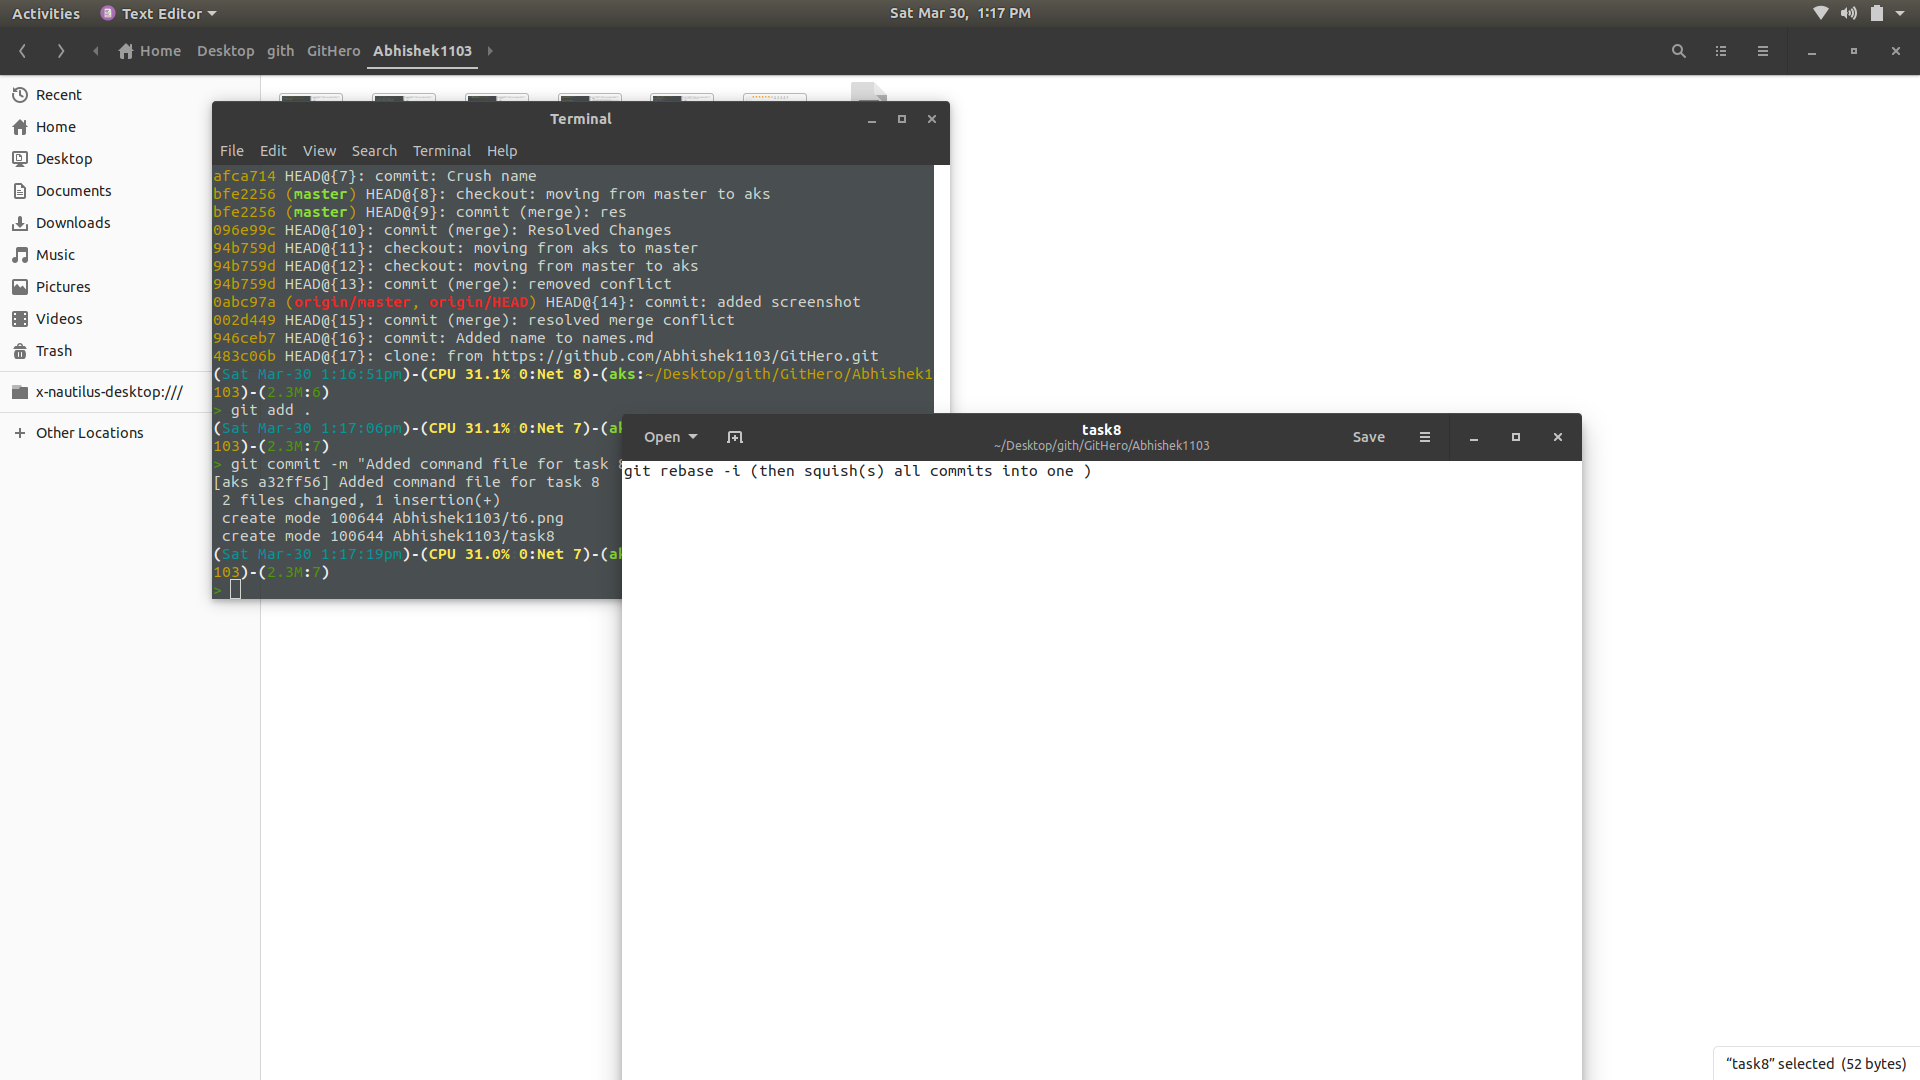 Activities
Text Editor
Sat Mar 30, 1:17 PM
Home
Desktop
gith
GitHero
Abhishek1103
Recent
Home
Desktop
Documents
Downloads
Music
Pictures
Videos
Trash
x-nautilus-desktop:///
Other Locations
Terminal
File Edit View Search Terminal Help
afca714 HEAD@{7}: commit: Crush name
bfe2256 (master) HEAD@{8}: checkout: moving from master to aks
bfe2256 (master) HEAD@{9}: commit (merge): res
096e99c HEAD@{10}: commit (merge): Resolved Changes
94b759d HEAD@{11}: checkout: moving from aks to master
94b759d HEAD@{12}: checkout: moving from master to aks
94b759d HEAD@{13}: commit (merge): removed conflict
0abc97a (origin/master, origin/HEAD) HEAD@{14}: commit: added screenshot
002d449 HEAD@{15}: commit (merge): resolved merge conflict
946ceb7 HEAD@{16}: commit: Added name to names.md
483c06b HEAD@{17}: clone: from https://github.com/Abhishek1103/GitHero.git
(Sat Mar-30 1:16:51pm)-(CPU 31.1% 0:Net 8)-(aks:~/Desktop/gith/GitHero/Abhishek1
103)-(2.3M:6)
> git add .
(Sat Mar-30 1:17:06pm)-(CPU 31.1% 0:Net 7)-(ak
103)-(2.3M:7)
> git commit -m "Added command file for task 8
[aks a32ff56] Added command file for task 8
2 files changed, 1 insertion(+)
create mode 100644 Abhishek1103/t6.png
create mode 100644 Abhishek1103/task8
(Sat Mar-30 1:17:19pm)-(CPU 31.0% 0:Net 7)-(ak
103)-(2.3M:7)
>
Open
task8
~/Desktop/gith/GitHero/Abhishek1103
Save
git rebase -i (then squish(s) all commits into one )
“task8” selected (52 bytes)